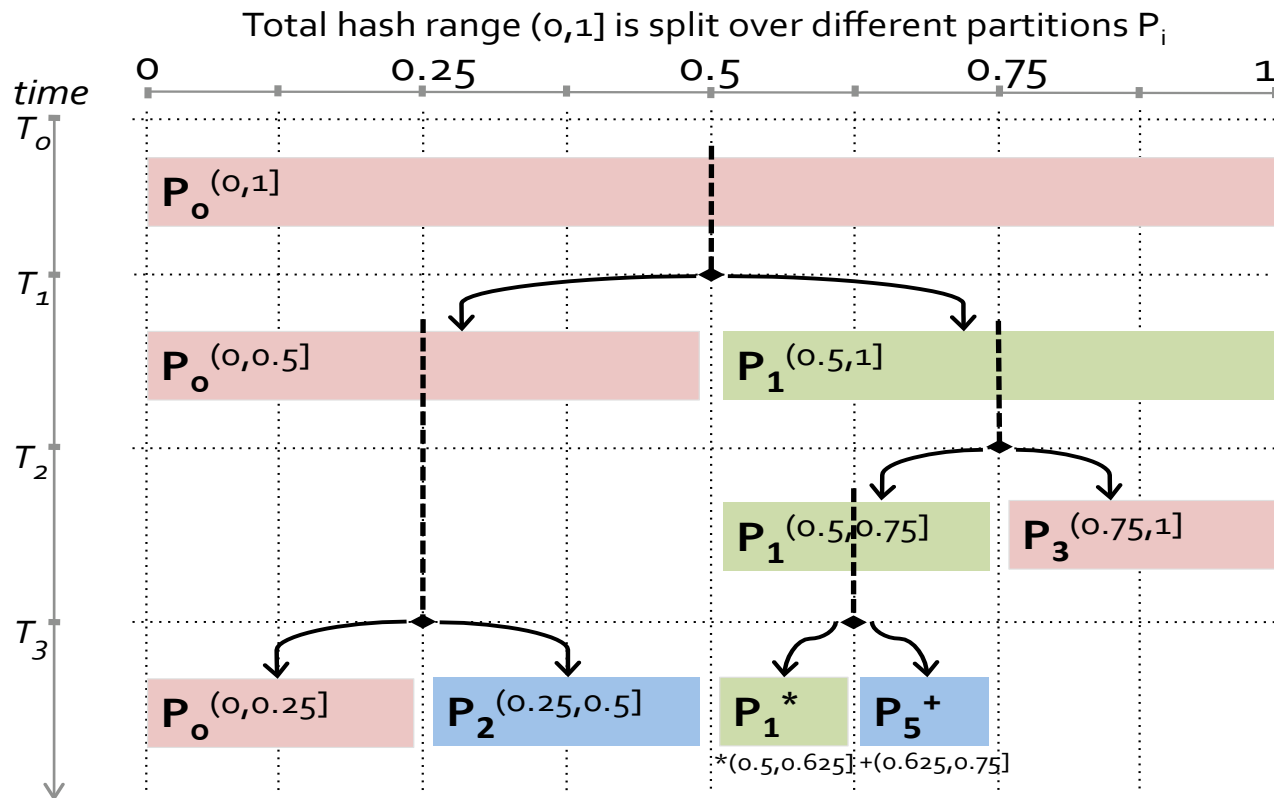 Total hash range (0,1] is split over different partitions Pi
0 0.25 0.5 0.75 1
time
T0
P0(0,1]
T1
P0(0,0.5] P1(0.5,1]
T2
P1(0.5,0.75] P3(0.75,1]
T3
P0(0,0.25] P2(0.25,0.5] P1* P5+
*(0.5,0.625] +(0.625,0.75]